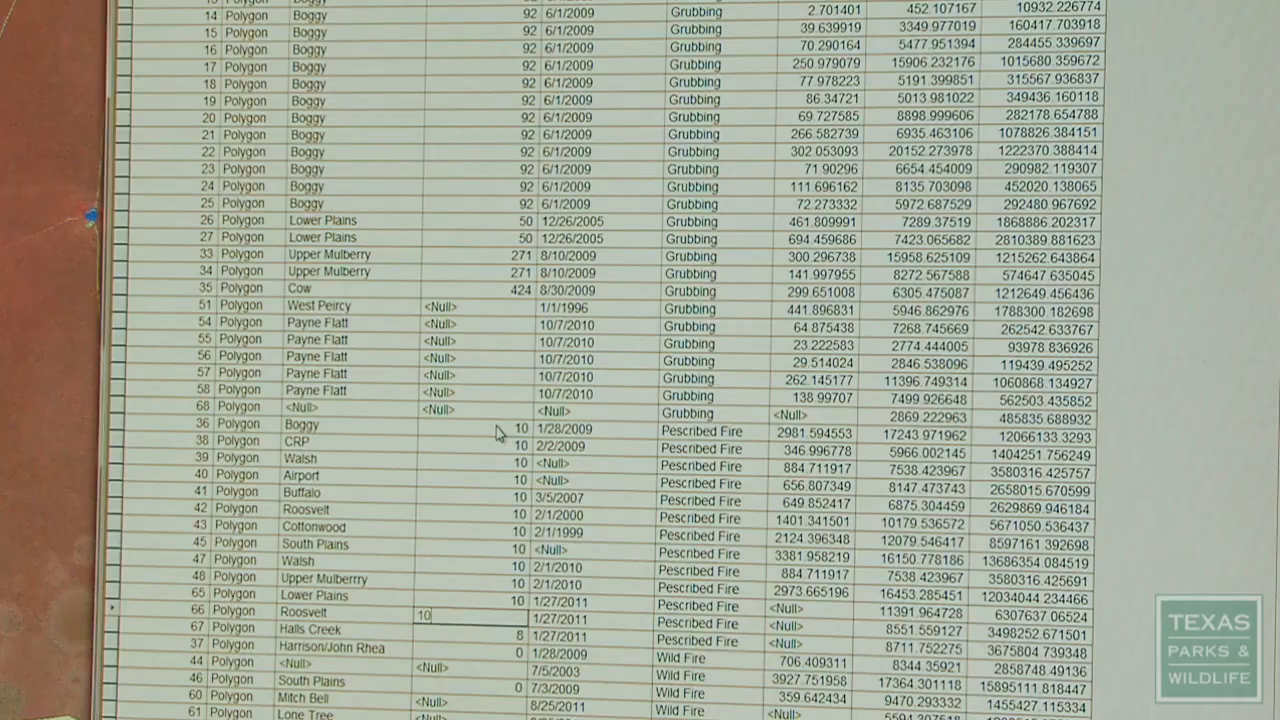 14 Polygon Boggy 92 6/1/2009 Grubbing 2.701401 452.107167 10932.226774
15 Polygon Boggy 92 6/1/2009 Grubbing 39.639919 3349.977019 160417.703918
16 Polygon Boggy 92 6/1/2009 Grubbing 70.290164 5477.951394 284455.339697
17 Polygon Boggy 92 6/1/2009 Grubbing 250.979079 15906.232176 1015680.359672
18 Polygon Boggy 92 6/1/2009 Grubbing 77.978223 5191.399851 315567.936837
19 Polygon Boggy 92 6/1/2009 Grubbing 86.34721 5013.981022 349436.160118
20 Polygon Boggy 92 6/1/2009 Grubbing 69.727585 8898.999606 282178.654788
21 Polygon Boggy 92 6/1/2009 Grubbing 266.582739 6935.463106 1078826.384151
22 Polygon Boggy 92 6/1/2009 Grubbing 302.053093 20152.273978 1222370.388414
23 Polygon Boggy 92 6/1/2009 Grubbing 71.90296 6654.454009 290982.119307
24 Polygon Boggy 92 6/1/2009 Grubbing 111.696162 8135.703098 452020.138065
25 Polygon Boggy 92 6/1/2009 Grubbing 72.273332 5972.687529 292480.967692
26 Polygon Lower Plains 50 12/26/2005 Grubbing 461.809991 7289.37519 1868886.202317
27 Polygon Lower Plains 50 12/26/2005 Grubbing 694.459686 7423.065682 2810389.881623
33 Polygon Upper Mulberry 271 8/10/2009 Grubbing 300.296738 15958.625109 1215262.643864
34 Polygon Upper Mulberry 271 8/10/2009 Grubbing 141.997955 8272.567588 574647.635045
35 Polygon Cow 424 8/30/2009 Grubbing 299.651008 6305.475087 1212649.456436
51 Polygon West Peircy <Null> 1/1/1996 Grubbing 441.896831 5946.862976 1788300.182698
54 Polygon Payne Flatt <Null> 10/7/2010 Grubbing 64.875438 7268.745669 262542.633767
55 Polygon Payne Flatt <Null> 10/7/2010 Grubbing 23.222583 2774.444005 93978.836926
56 Polygon Payne Flatt <Null> 10/7/2010 Grubbing 29.514024 2846.538096 119439.495252
57 Polygon Payne Flatt <Null> 10/7/2010 Grubbing 262.145177 11396.749314 1060868.134927
58 Polygon Payne Flatt <Null> 10/7/2010 Grubbing 138.99707 7499.926648 562503.435852
68 Polygon <Null> <Null> <Null> Grubbing <Null> 2869.222963 485835.688932
36 Polygon Boggy 10 1/28/2009 Pescribed Fire 2981.594553 17243.971962 12066133.3293
38 Polygon CRP 10 2/2/2009 Pescribed Fire 346.996778 5966.002145 1404251.756249
39 Polygon Walsh 10 <Null> Pescribed Fire 884.711917 7538.423967 3580316.425757
40 Polygon Airport 10 <Null> Pescribed Fire 656.807349 8147.473743 2658015.670599
41 Polygon Buffalo 10 3/5/2007 Pescribed Fire 649.852417 6875.304459 2629869.946184
42 Polygon Roosvelt 10 2/1/2000 Pescribed Fire 1401.341501 10179.536572 5671050.536437
43 Polygon Cottonwood 10 2/1/1999 Pescribed Fire 2124.396348 12079.546417 8597161.392698
45 Polygon South Plains 10 <Null> Pescribed Fire 3381.958219 16150.778186 13686354.084519
47 Polygon Walsh 10 2/1/2010 Pescribed Fire 884.711917 7538.423967 3580316.425691
48 Polygon Upper Mulberrry 10 2/1/2010 Pescribed Fire 2973.665196 16453.285451 12034044.234466
65 Polygon Lower Plains 10 1/27/2011 Pescribed Fire <Null> 11391.964728 6307637.06524
66 Polygon Roosvelt 10 1/27/2011 Pescribed Fire <Null> 8551.559127 3498252.671501
67 Polygon Halls Creek 8 1/27/2011 Pescribed Fire <Null> 8711.752275 3675804.739348
37 Polygon Harrison/John Rhea 0 1/28/2009 Wild Fire 706.409311 8344.35921 2858748.49136
44 Polygon <Null> <Null> 7/5/2003 Wild Fire 3927.751958 17364.301118 15895111.818447
46 Polygon South Plains 0 7/3/2009 Wild Fire 359.642434 9470.293332 1455427.115334
60 Polygon Mitch Bell <Null> 8/25/2011 Wild Fire <Null>
61 Polygon Lone Tree
TEXAS
PARKS &
WILDLIFE